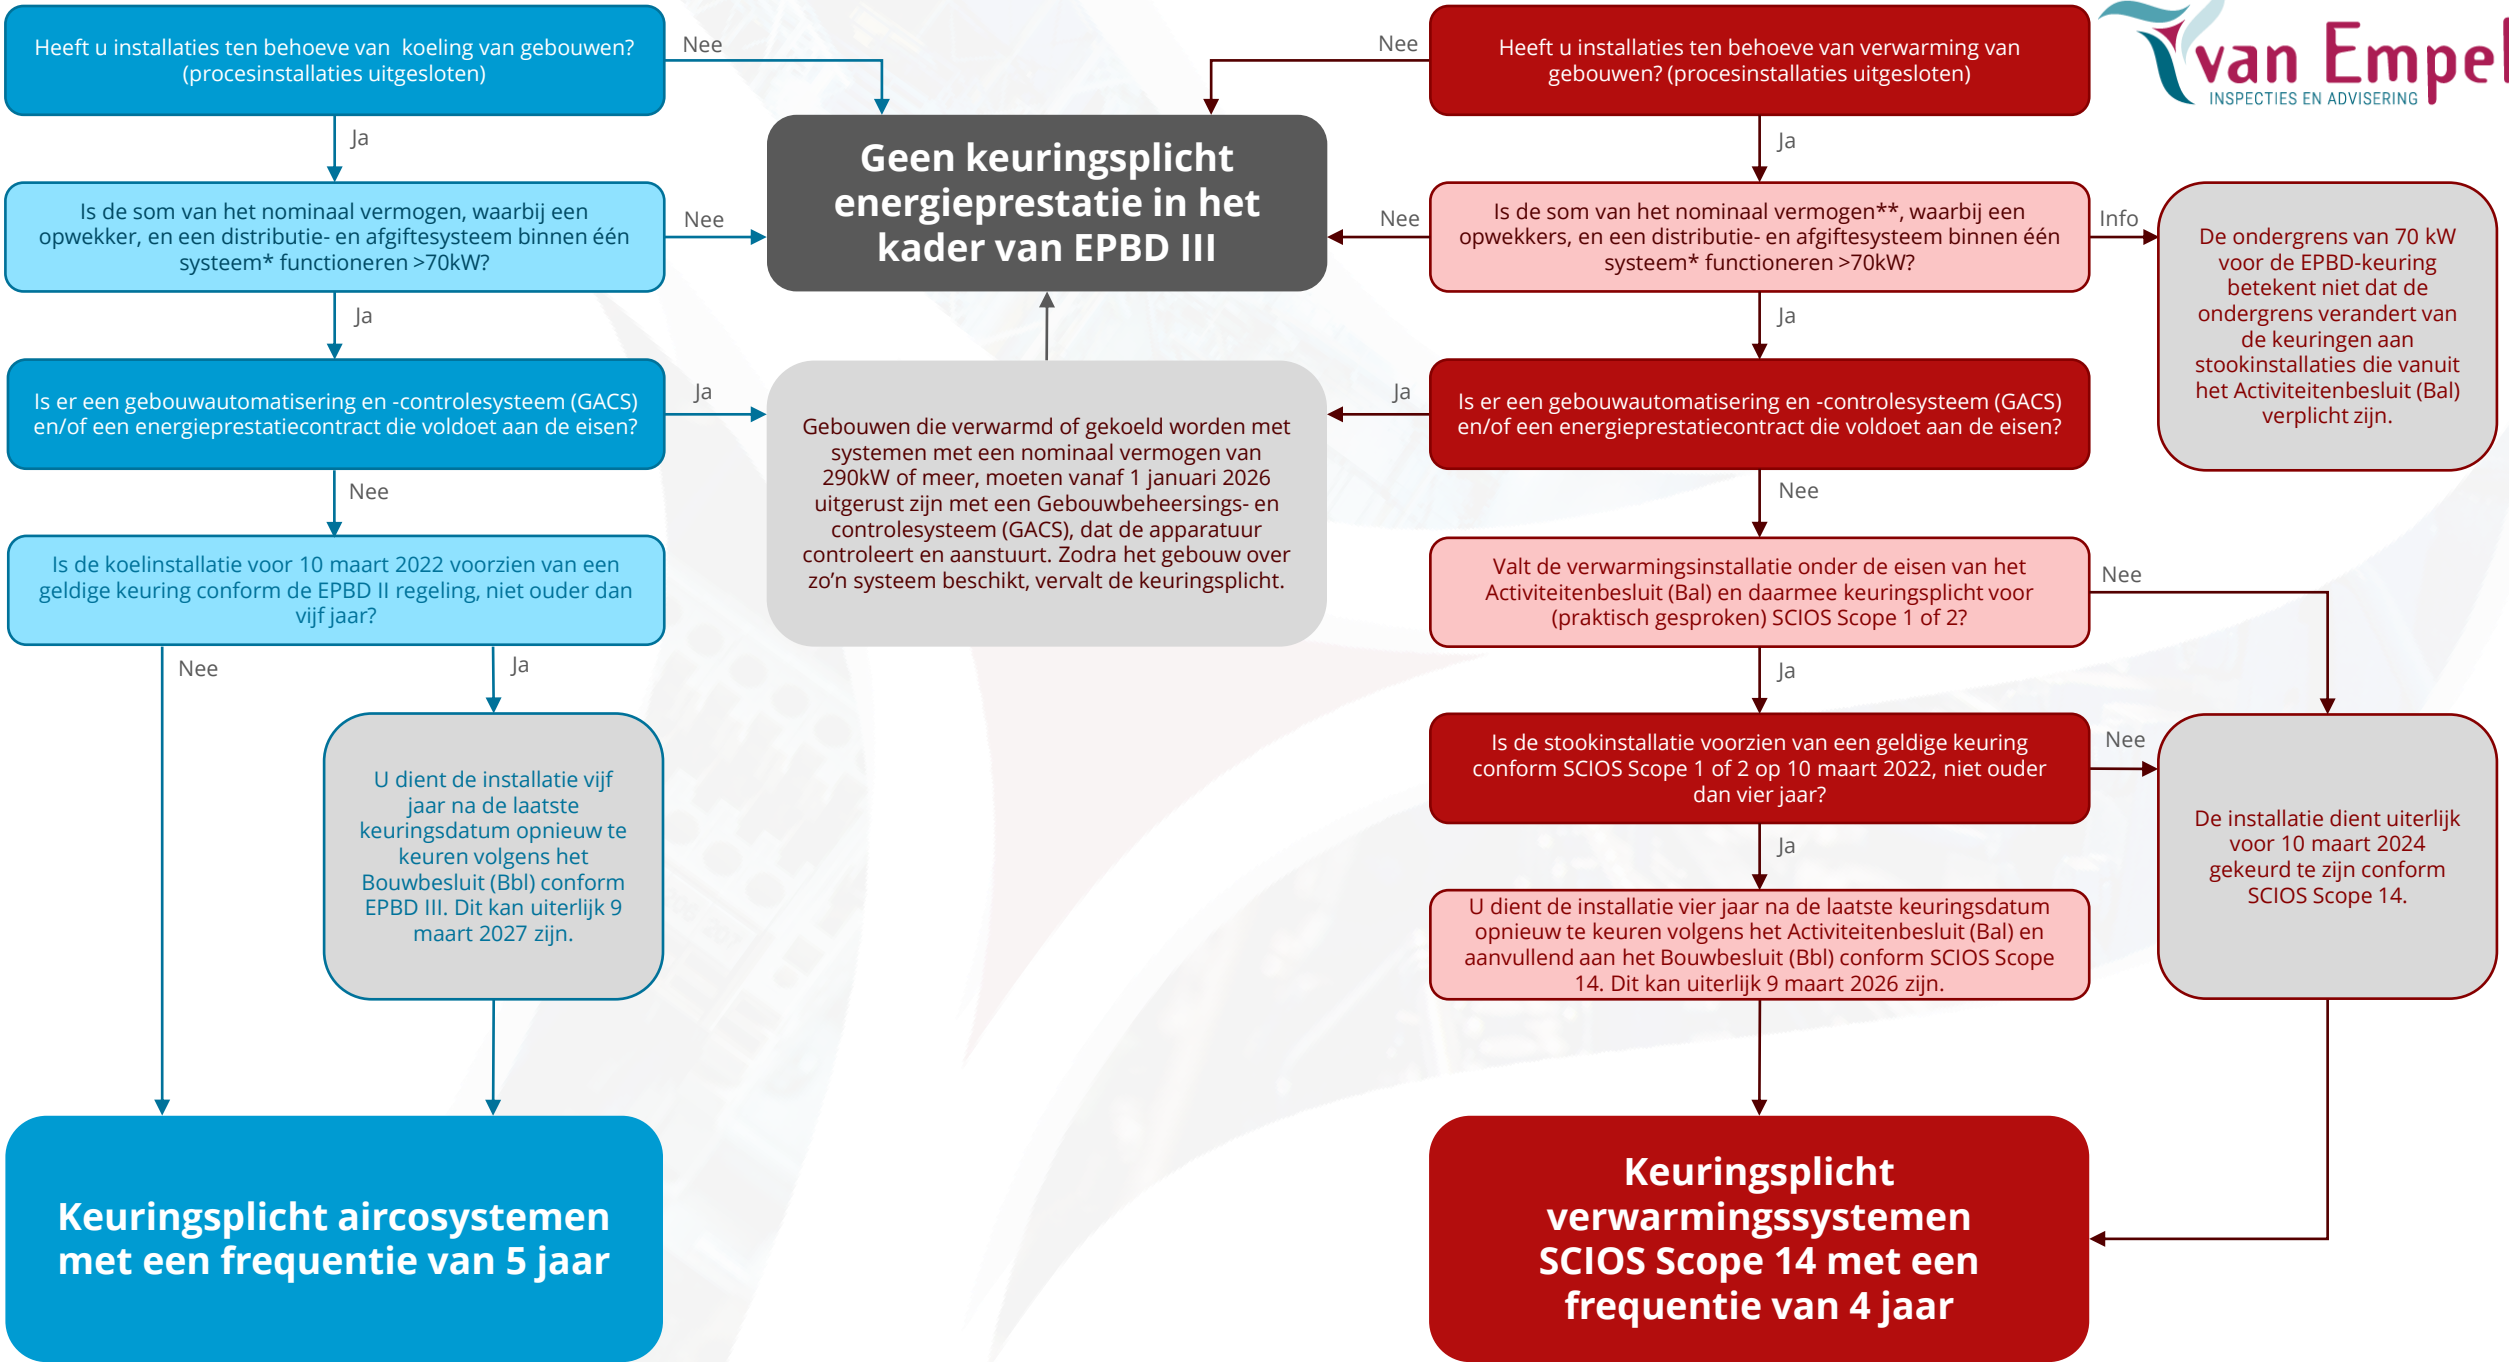 Heeft u installaties ten behoeve van koeling van gebouwen?
(procesinstallaties uitgesloten)
Nee
Ja
Is de som van het nominaal vermogen, waarbij een
opwekker, en een distributie- en afgiftesysteem binnen één
systeem* functioneren >70kW?
Nee
Ja
Is er een gebouwautomatisering en -controlesysteem (GACS)
en/of een energieprestatiecontract die voldoet aan de eisen?
Ja
Nee
Is de koelinstallatie voor 10 maart 2022 voorzien van een
geldige keuring conform de EPBD II regeling, niet ouder dan
vijf jaar?
Nee
Ja
U dient de installatie vijf
jaar na de laatste
keuringsdatum opnieuw te
keuren volgens het
Bouwbesluit (Bbl) conform
EPBD III. Dit kan uiterlijk 9
maart 2027 zijn.
Keuringsplicht aircosystemen
met een frequentie van 5 jaar
Geen keuringsplicht
energieprestatie in het
kader van EPBD III
Gebouwen die verwarmd of gekoeld worden met
systemen met een nominaal vermogen van
290kW of meer, moeten vanaf 1 januari 2026
uitgerust zijn met een Gebouwbeheersings- en
controlesysteem (GACS), dat de apparatuur
controleert en aanstuurt. Zodra het gebouw over
zo’n systeem beschikt, vervalt de keuringsplicht.
Nee
Heeft u installaties ten behoeve van verwarming van
gebouwen? (procesinstallaties uitgesloten)
Ja
Nee
Is de som van het nominaal vermogen**, waarbij een
opwekkers, en een distributie- en afgiftesysteem binnen één
systeem* functioneren >70kW?
Info
De ondergrens van 70 kW
voor de EPBD-keuring
betekent niet dat de
ondergrens verandert van
de keuringen aan
stookinstallaties die vanuit
het Activiteitenbesluit (Bal)
verplicht zijn.
Ja
Ja
Is er een gebouwautomatisering en -controlesysteem (GACS)
en/of een energieprestatiecontract die voldoet aan de eisen?
Nee
Valt de verwarmingsinstallatie onder de eisen van het
Activiteitenbesluit (Bal) en daarmee keuringsplicht voor
(praktisch gesproken) SCIOS Scope 1 of 2?
Nee
Ja
Is de stookinstallatie voorzien van een geldige keuring
conform SCIOS Scope 1 of 2 op 10 maart 2022, niet ouder
dan vier jaar?
Nee
De installatie dient uiterlijk
voor 10 maart 2024
gekeurd te zijn conform
SCIOS Scope 14.
Ja
U dient de installatie vier jaar na de laatste keuringsdatum
opnieuw te keuren volgens het Activiteitenbesluit (Bal) en
aanvullend aan het Bouwbesluit (Bbl) conform SCIOS Scope
14. Dit kan uiterlijk 9 maart 2026 zijn.
Keuringsplicht
verwarmingssystemen
SCIOS Scope 14 met een
frequentie van 4 jaar
van Empel
INSPECTIES EN ADVISERING